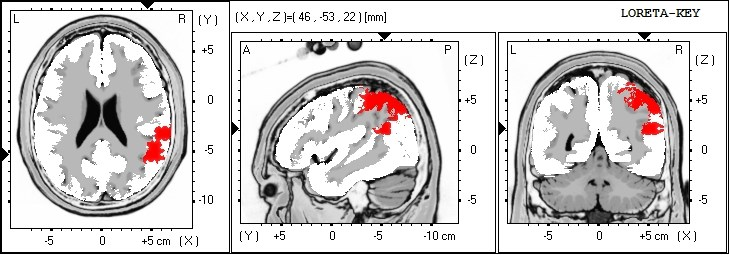 L R (Y)
+5
0
-5
-10
-5 0 +5 cm (X)
(X , Y , Z )=( 46 , -53 , 22 ) [mm]
LORETA-KEY
A P (Z)
+5
0
-5
(Y) +5 0 -5 -10 cm
L R (Z)
+5
0
-5
-5 0 +5 cm (X)